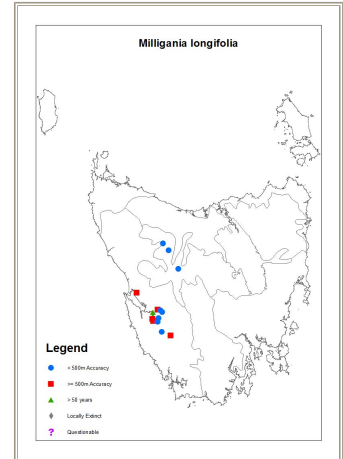 Milligania longifolia
Legend
< 500m Accuracy
>= 500m Accuracy
> 50 years
Locally Extinct
? Questionable